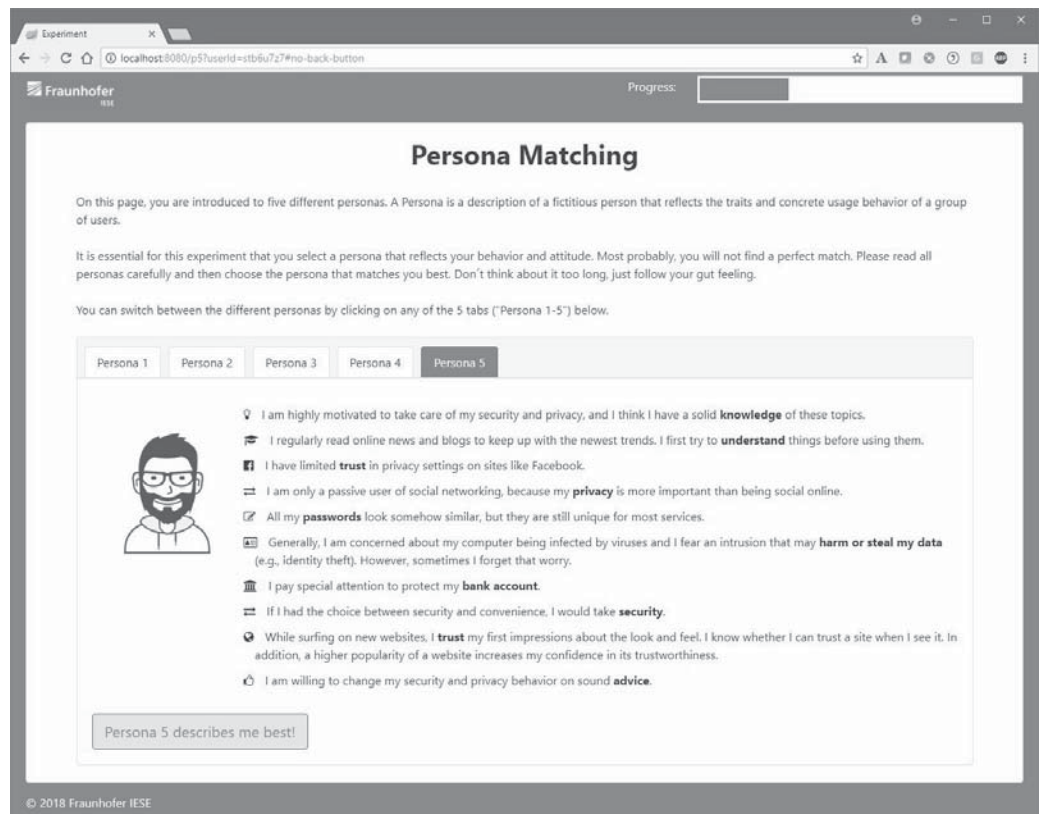 Experiment
localhost:8080/p5?userId=stb6u7z7#no-back-button
Fraunhofer
IESE
Progress:
Persona Matching
On this page, you are introduced to five different personas. A Persona is a description of a fictitious person that reflects the traits and concrete usage behavior of a group
of users.
It is essential for this experiment that you select a persona that reflects your behavior and attitude. Most probably, you will not find a perfect match. Please read all
personas carefully and then choose the persona that matches you best. Don´t think about it too long, just follow your gut feeling.
You can switch between the different personas by clicking on any of the 5 tabs ("Persona 1-5") below.
Persona 1 Persona 2 Persona 3 Persona 4 Persona 5
I am highly motivated to take care of my security and privacy, and I think I have a solid knowledge of these topics.
I regularly read online news and blogs to keep up with the newest trends. I first try to understand things before using them.
I have limited trust in privacy settings on sites like Facebook.
I am only a passive user of social networking, because my privacy is more important than being social online.
All my passwords look somehow similar, but they are still unique for most services.
Generally, I am concerned about my computer being infected by viruses and I fear an intrusion that may harm or steal my data
(e.g., identity theft). However, sometimes I forget that worry.
I pay special attention to protect my bank account.
If I had the choice between security and convenience, I would take security.
While surfing on new websites, I trust my first impressions about the look and feel. I know whether I can trust a site when I see it. In
addition, a higher popularity of a website increases my confidence in its trustworthiness.
I am willing to change my security and privacy behavior on sound advice.
Persona 5 describes me best!
© 2018 Fraunhofer IESE